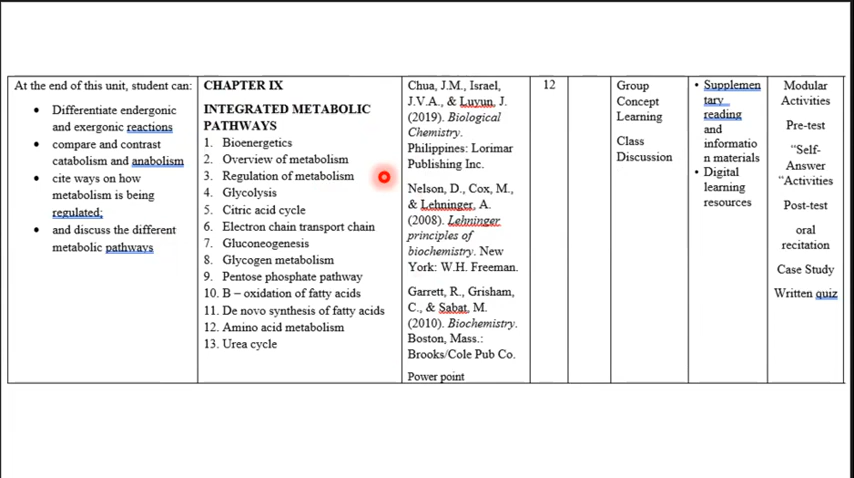 At the end of this unit, student can:
• Differentiate endergonic
and exergonic reactions
• compare and contrast
catabolism and anabolism
• cite ways on how
metabolism is being
regulated;
• and discuss the different
metabolic pathways
CHAPTER IX
INTEGRATED METABOLIC
PATHWAYS
1. Bioenergetics
2. Overview of metabolism
3. Regulation of metabolism
4. Glycolysis
5. Citric acid cycle
6. Electron chain transport chain
7. Gluconeogenesis
8. Glycogen metabolism
9. Pentose phosphate pathway
10. B – oxidation of fatty acids
11. De novo synthesis of fatty acids
12. Amino acid metabolism
13. Urea cycle
Chua, J.M., Israel,
J.V.A., & Luyun, J.
(2019). Biological
Chemistry.
Philippines: Lorimar
Publishing Inc.
Nelson, D., Cox, M.,
& Lehninger, A.
(2008). Lehninger
principles of
biochemistry. New
York: W.H. Freeman.
Garrett, R., Grisham,
C., & Sabat, M.
(2010). Biochemistry.
Boston, Mass.:
Brooks/Cole Pub Co.
Power point
12
Group
Concept
Learning
Class
Discussion
• Supplemen
tary
reading
and
informatio
n materials
• Digital
learning
resources
Modular
Activities
Pre-test
“Self-
Answer
“Activities
Post-test
oral
recitation
Case Study
Written quiz